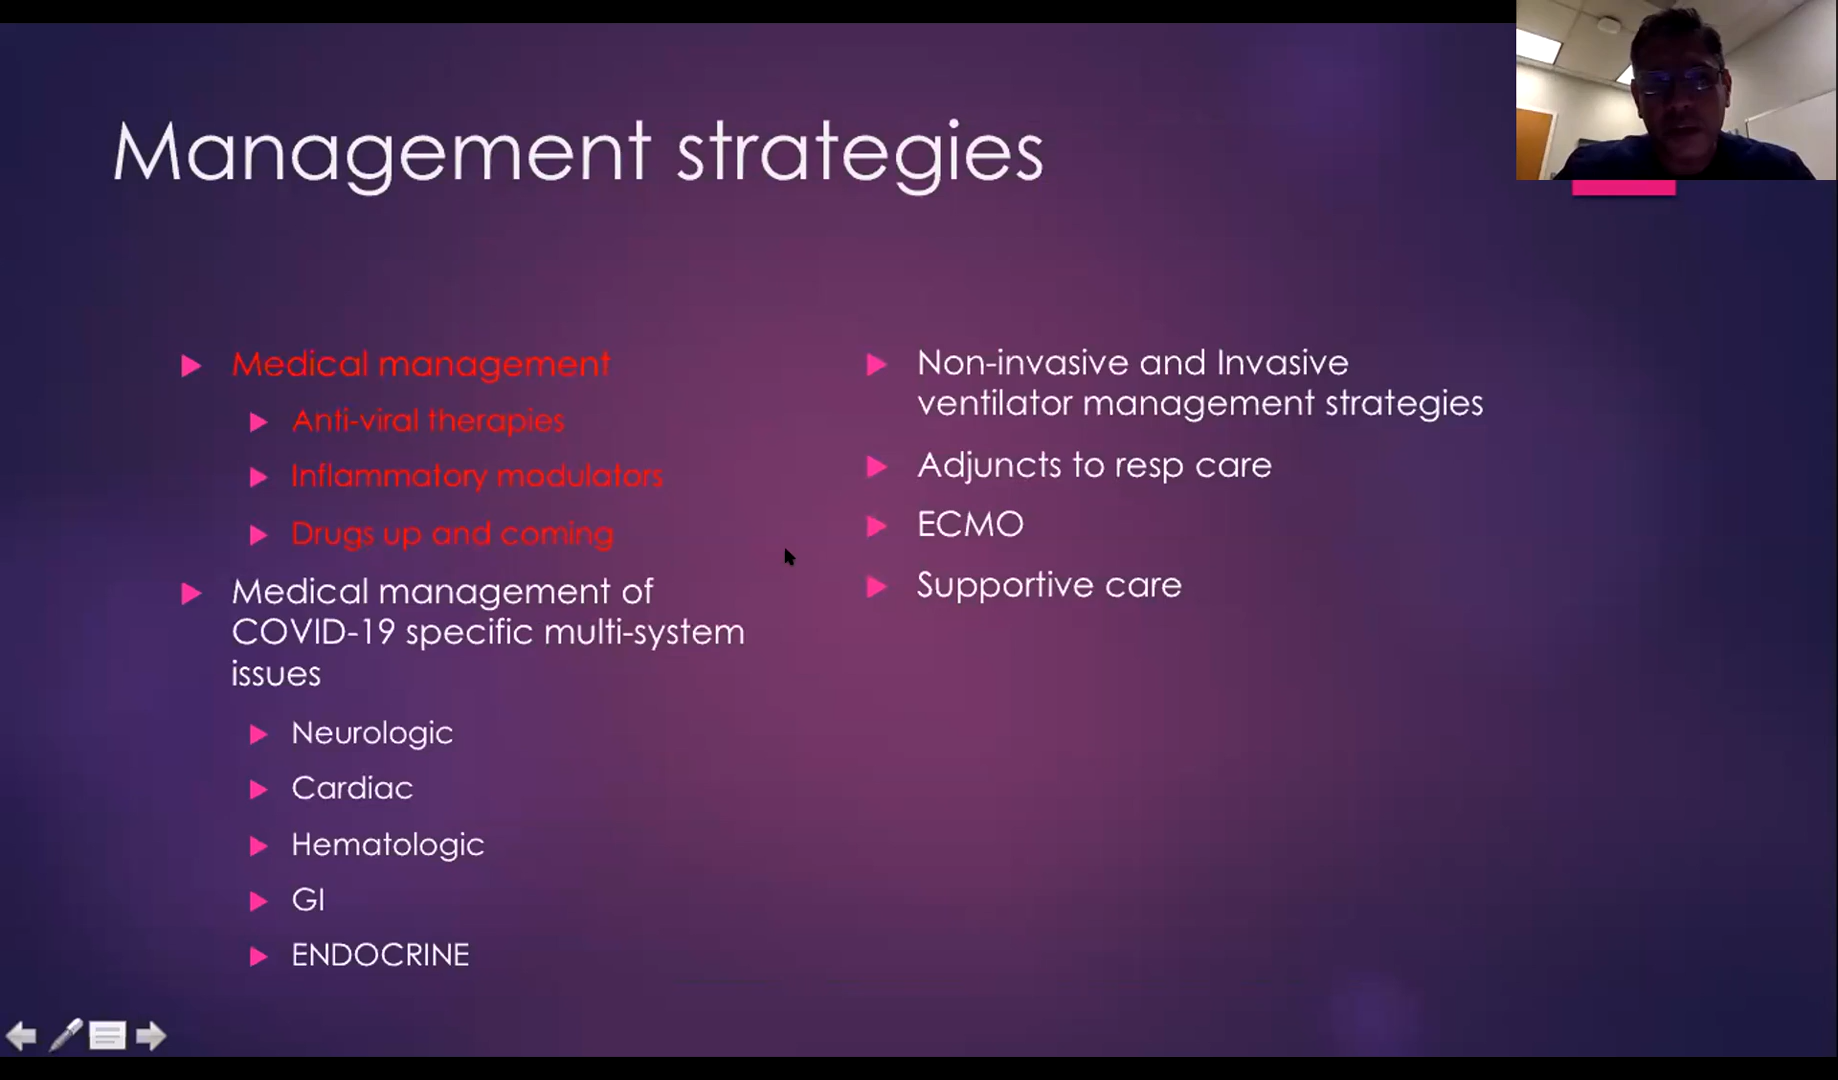 Management strategies
Medical management
Anti-viral therapies
Inflammatory modulators
Drugs up and coming
Medical management of
COVID-19 specific multi-system
issues
Neurologic
Cardiac
Hematologic
GI
ENDOCRINE
Non-invasive and Invasive
ventilator management strategies
Adjuncts to resp care
ECMO
Supportive care